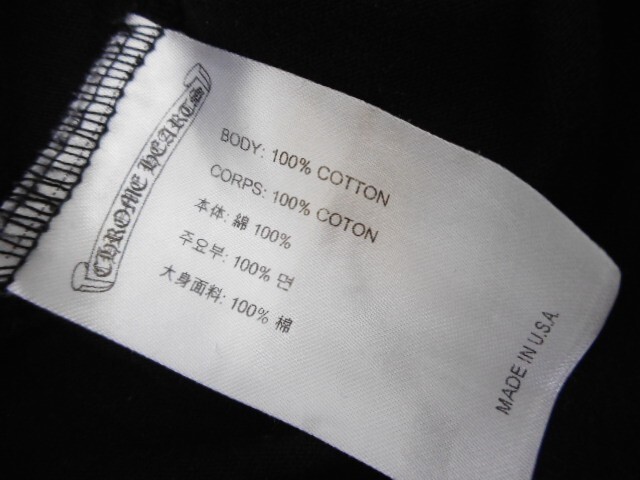 CHROME HEARTS
BODY: 100% COTTON
CORPS: 100% COTON
本体: 綿 100%
주요부: 100% 면
大身面料: 100% 棉
MADE IN U.S.A.